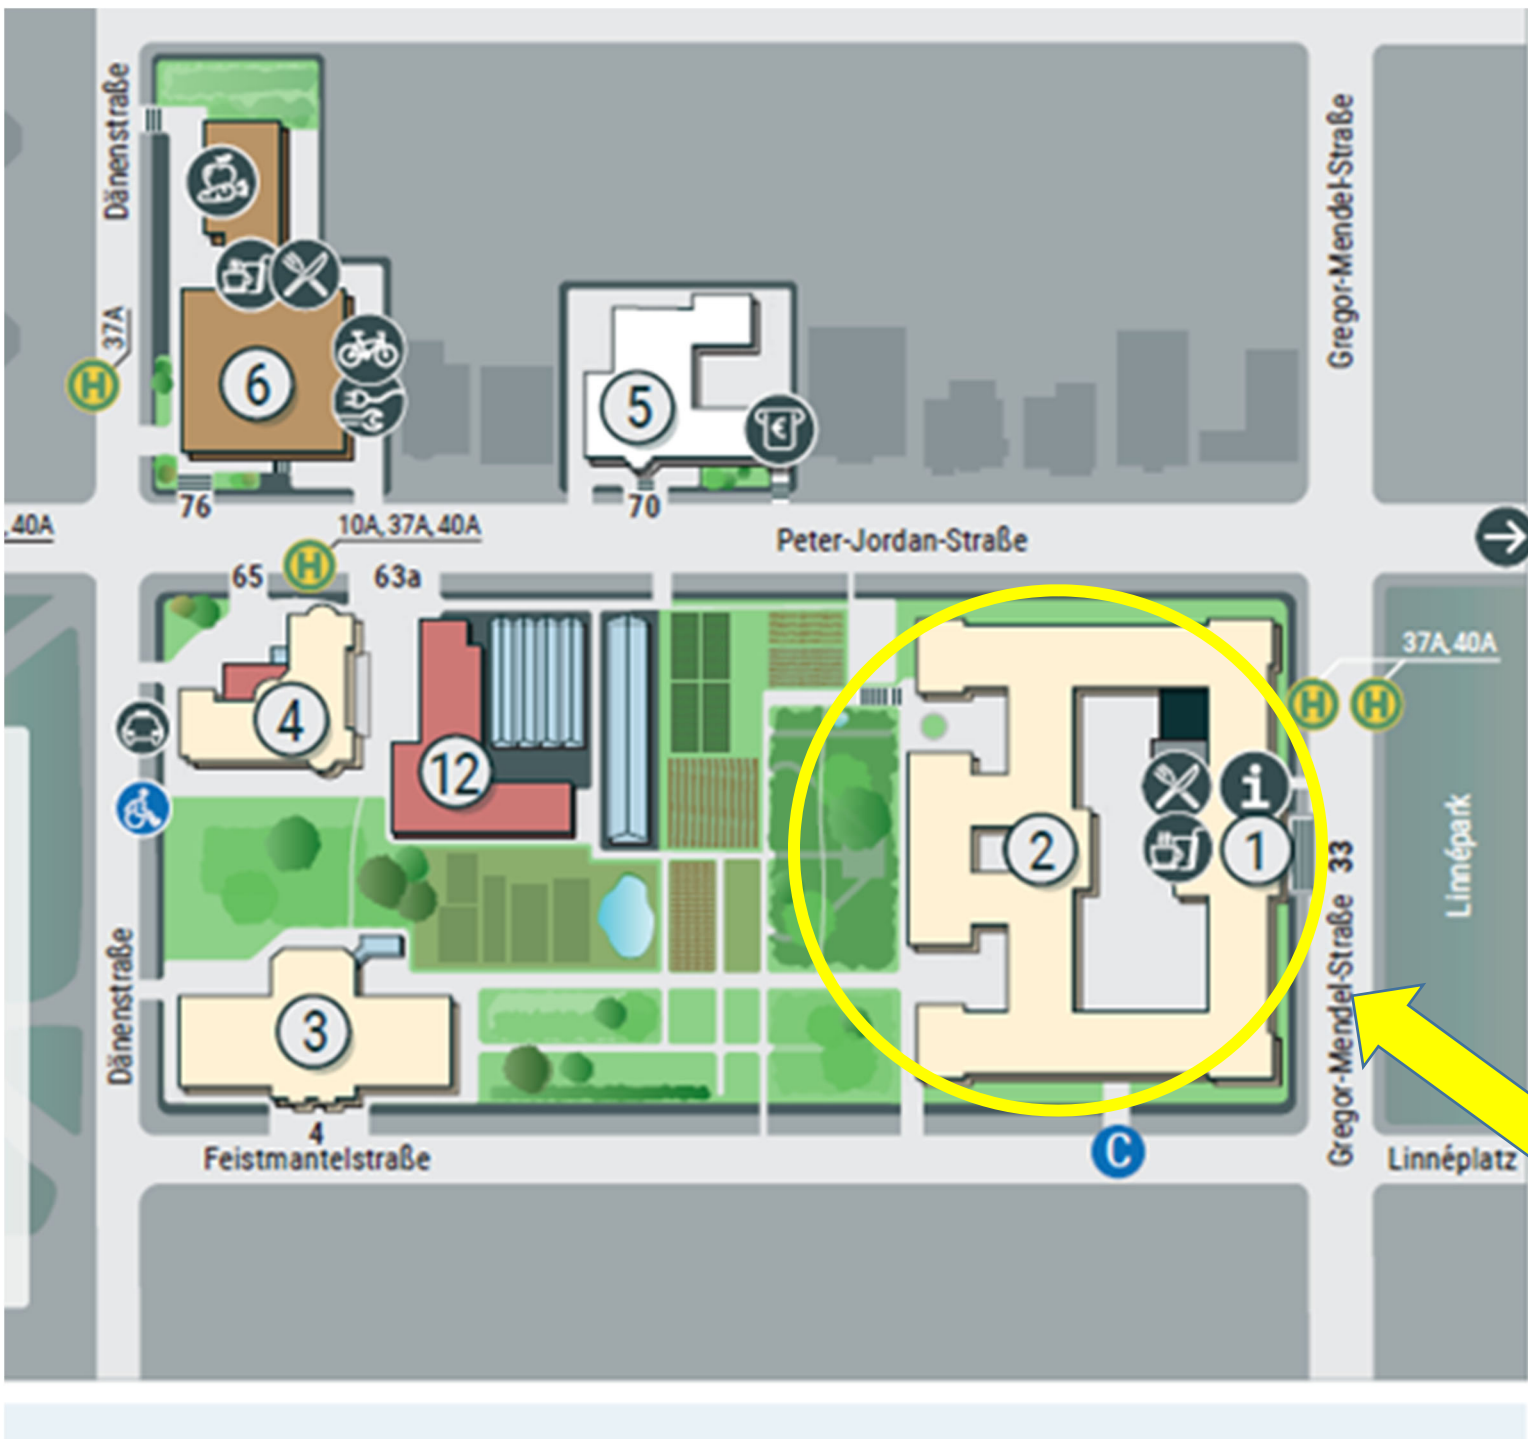 Dänenstraße
Gregor-Mendel-Straße
37A
H
6
5
€
76
70
, 40A
10A, 37A, 40A
Peter-Jordan-Straße
65
H
63a
37A, 40A
H
H
4
12
i
2
1
33
Linnépark
Dänenstraße
3
Gregor-Mendel-Straße
4
C
Feistmantelstraße
Linnéplatz